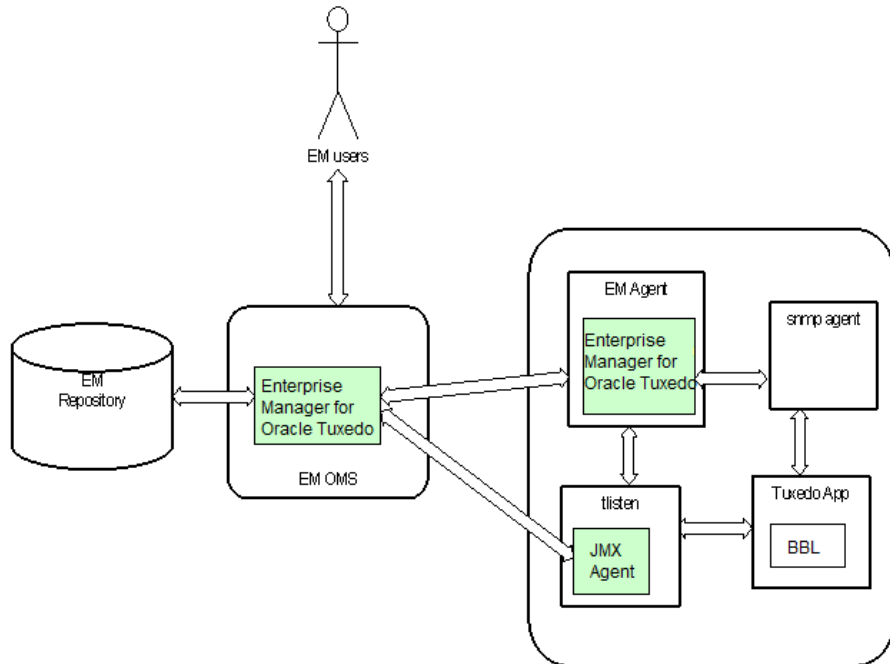 EM users
EM
Repository
Enterprise
Manager for
Oracle Tuxedo
EM OMS
EM Agent
Enterprise
Manager for
Oracle Tuxedo
snmp agent
tlisten
JMX
Agent
Tuxedo App
BBL